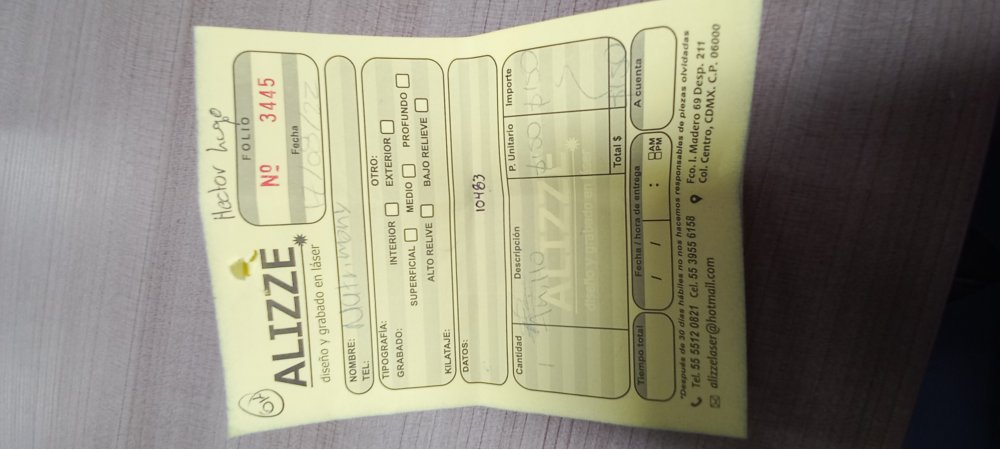 Hector Lugo
ALIZZE
diseño y grabado en láser
FOLIO
Nº 3445
Fecha
NOMBRE:
TEL:
TIPOGRAFÍA:
OTRO:
GRABADO:
INTERIOR
EXTERIOR
SUPERFICIAL
MEDIO
PROFUNDO
ALTO RELIVE
BAJO RELIEVE
KILATAJE:
DATOS:
10483
Cantidad Descripción P. Unitario Importe
1 Anillo $150 $150
ALIZZE
Total $ $150
Tiempo total
Fecha / hora de entrega
/ / : AM PM
A cuenta
*Después de 30 días hábiles no nos hacemos responsables de piezas olvidadas
Tel. 55 5512 0821 Cel. 55 3955 6158
alizzelaser@hotmail.com
Fco. I. Madero 69 Desp. 211
Col. Centro, CDMX. C.P. 06000